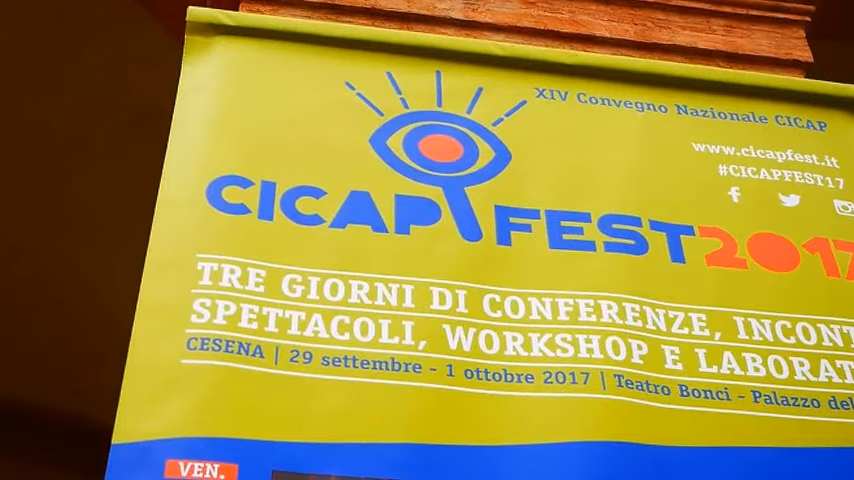 XIV Convegno Nazionale CICAP
www.cicapfest.it
#CICAPFEST17
CICAP FEST 2017
TRE GIORNI DI CONFERENZE, INCONT
SPETTACOLI, WORKSHOP E LABORAT
CESENA | 29 settembre - 1 ottobre 2017 | Teatro Bonci - Palazzo del
VEN.